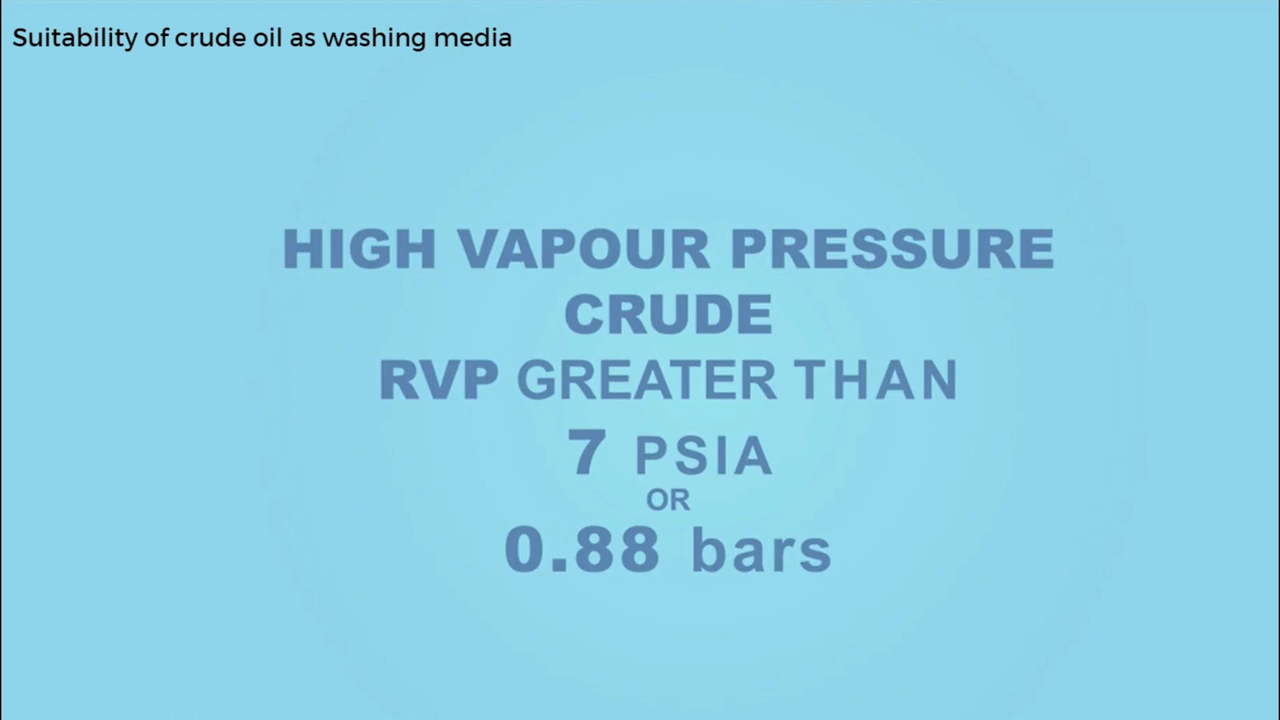 Suitability of crude oil as washing media
HIGH VAPOUR PRESSURE
CRUDE
RVP GREATER THAN
7 PSIA
OR
0.88 bars